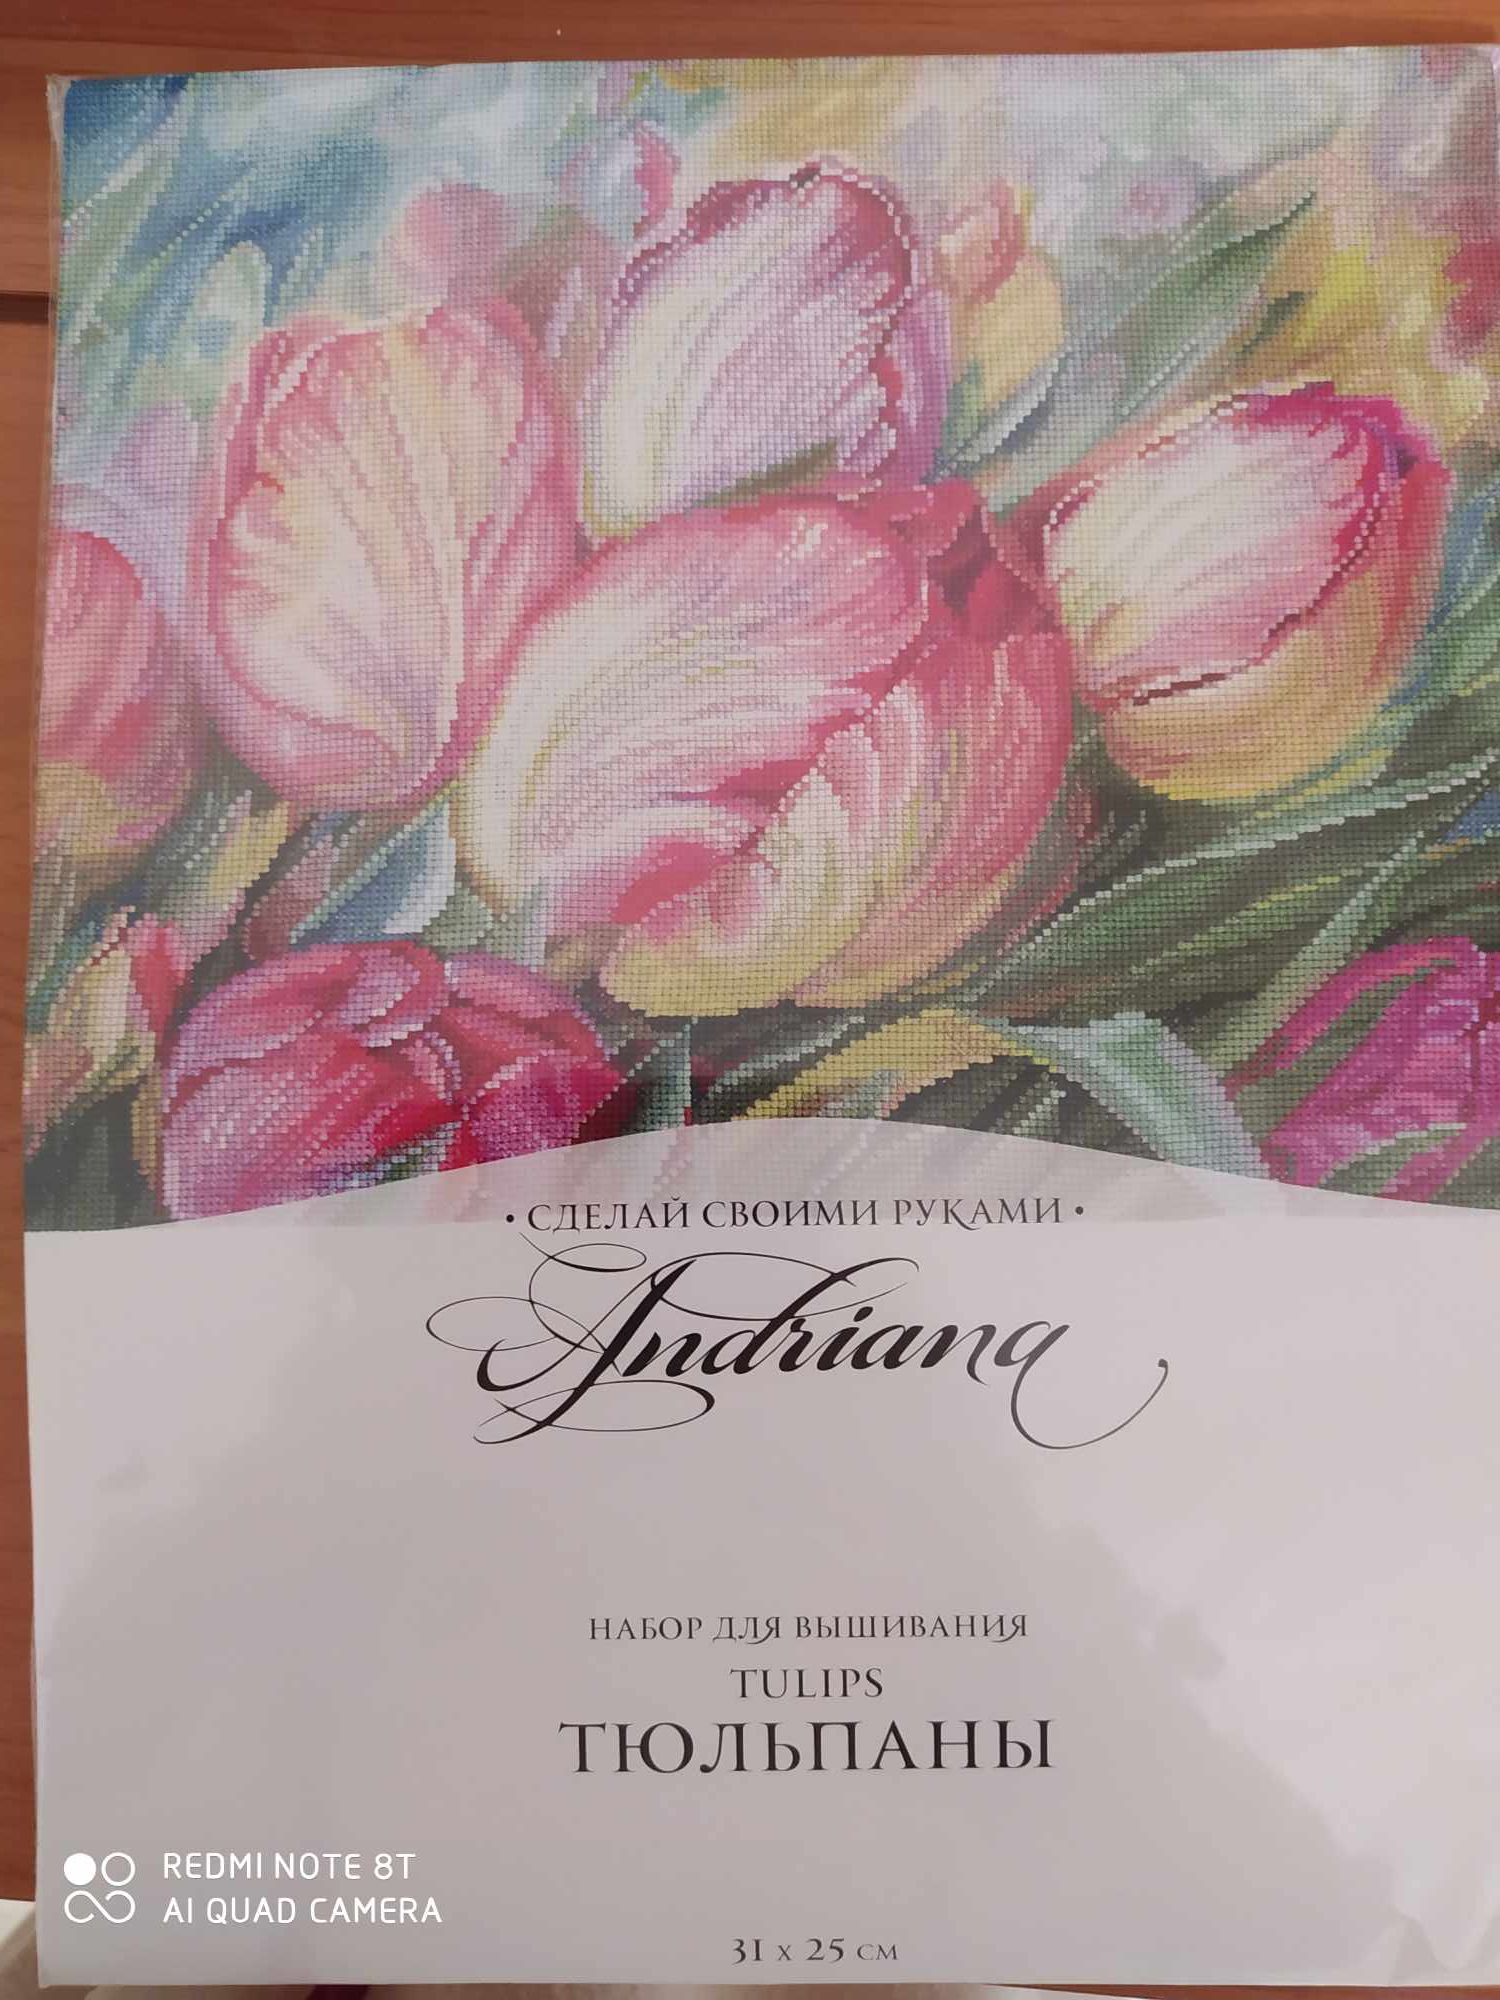 • СДЕЛАЙ СВОИМИ РУКАМИ •
Andriana
НАБОР ДЛЯ ВЫШИВАНИЯ
TULIPS
ТЮЛЬПАНЫ
REDMI NOTE 8T
AI QUAD CAMERA
31 x 25 см